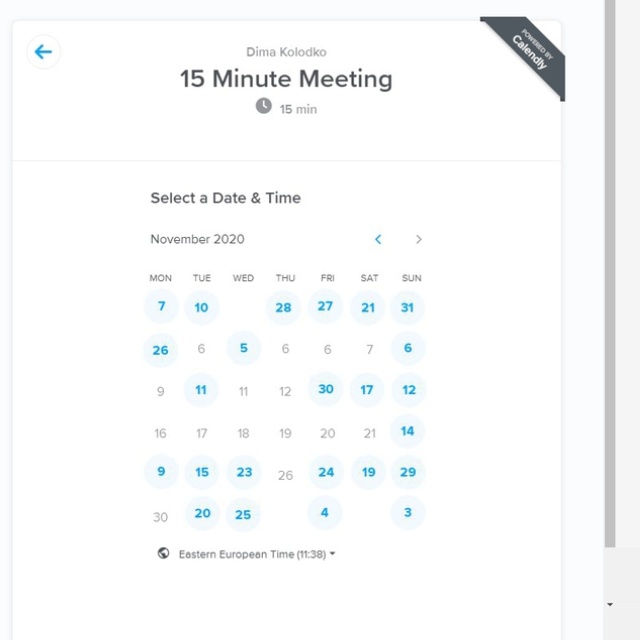 POWERED BY
Calendly
Dima Kolodko
15 Minute Meeting
15 min
Select a Date & Time
November 2020
MON TUE WED THU FRI SAT SUN
7 10 28 27 21 31
26 6 5 6 6 7 6
9 11 11 12 30 17 12
16 17 18 19 20 21 14
9 15 23 26 24 19 29
30 20 25 4 3
Eastern European Time (11:38)